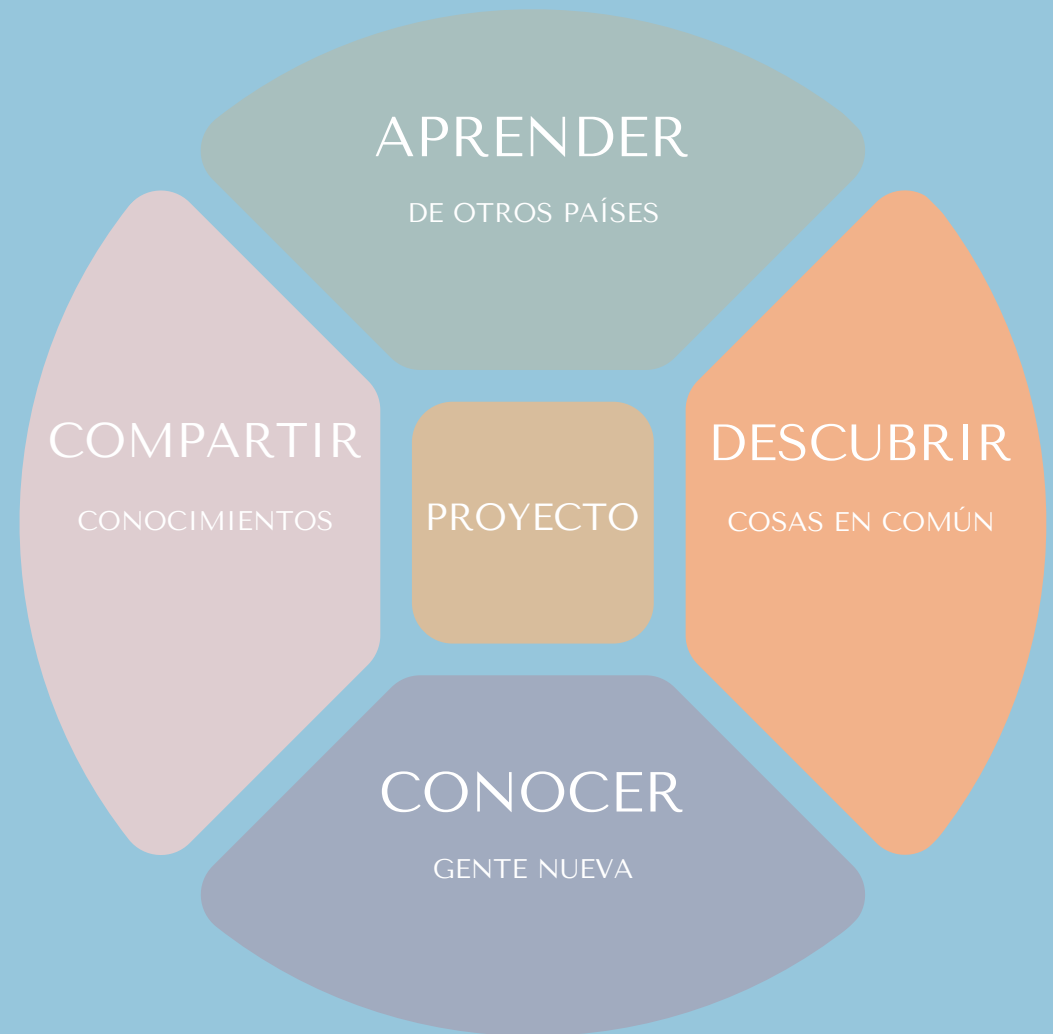 APRENDER
DE OTROS PAÍSES
COMPARTIR
CONOCIMIENTOS
PROYECTO
DESCUBRIR
COSAS EN COMÚN
CONOCER
GENTE NUEVA